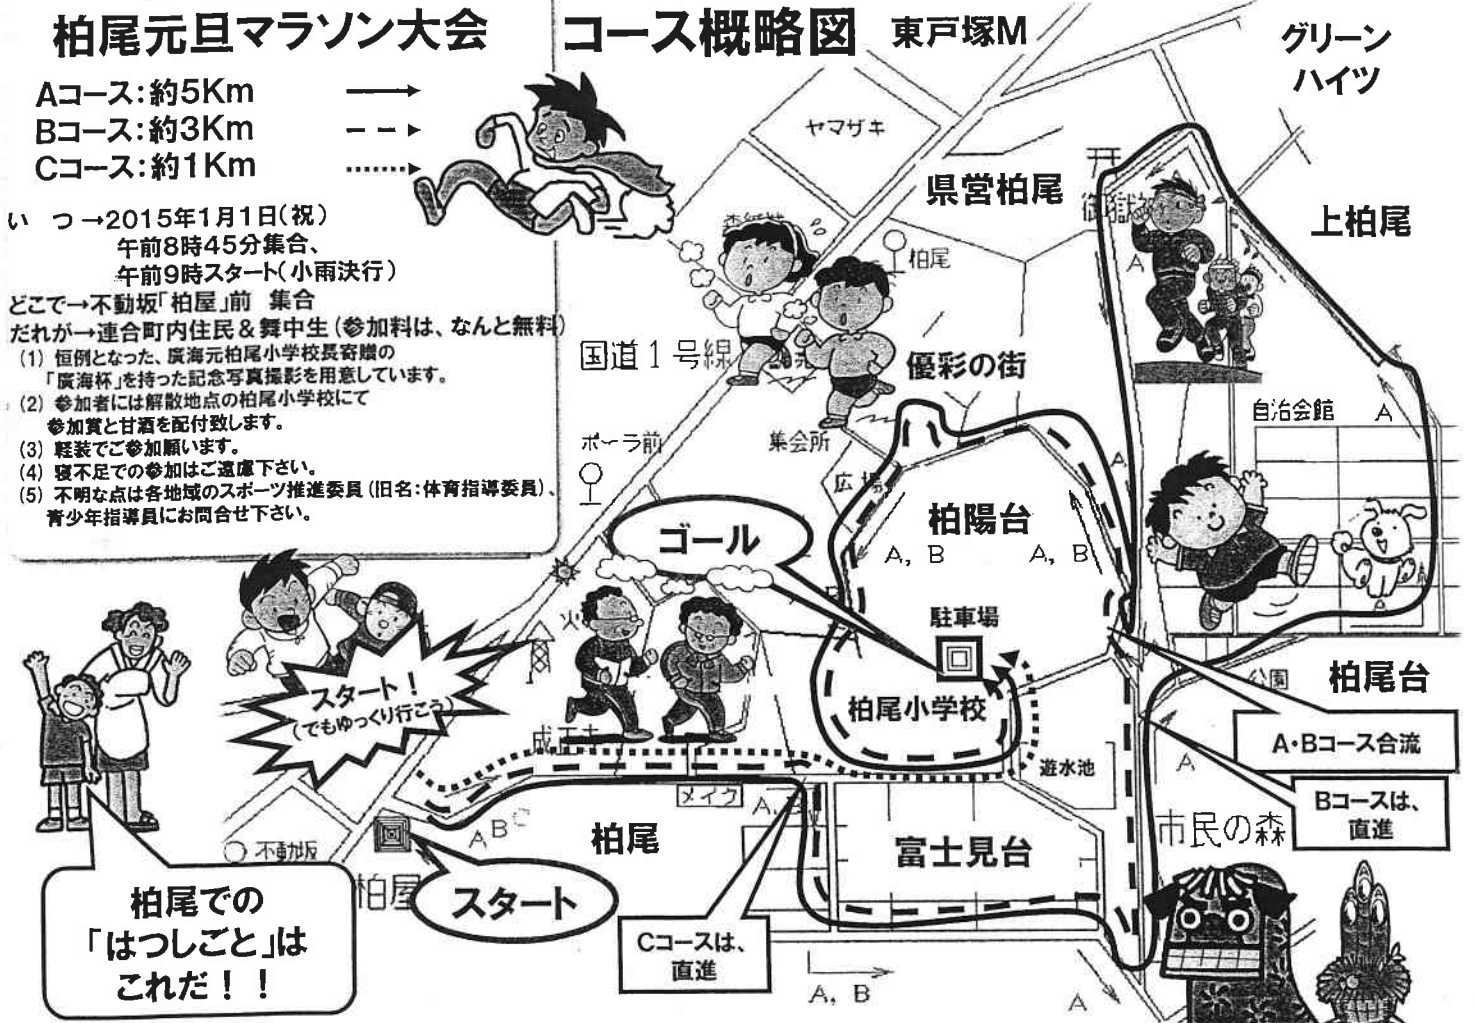 柏尾元旦マラソン大会 コース概略図
東戸塚M
グリーン
ハイツ
Aコース:約5Km
Bコース:約3Km
Cコース:約1Km
い つ→2015年1月1日(祝)
午前8時45分集合、
午前9時スタート(小雨決行)
どこで→不動坂「柏屋」前 集合
だれが→連合町内住民&舞中生(参加料は、なんと無料)
(1) 恒例となった、廣海元柏尾小学校長寄贈の
「廣海杯」を持った記念写真撮影を用意しています。
(2) 参加者には解散地点の柏尾小学校にて
参加賞と甘酒を配付致します。
(3) 軽装でご参加願います。
(4) 寝不足での参加はご遠慮下さい。
(5) 不明な点は各地域のスポーツ推進委員(旧名:体育指導委員)、
青少年指導員にお問合せ下さい。
ヤマザキ
県営柏尾
御嶽
上柏尾
A
柏尾
国道1号線
優彩の街
自治会館
A
ポーラ前
集会所
広場
A
柏陽台
ゴール
A, B
A, B
駐車場
火
A
スタート!
(でもゆっくり行こう)
柏尾小学校
公園
柏尾台
A・Bコース合流
遊水池
A
Bコースは、
直進
メイク
A, B
A B C
柏尾
富士見台
市民の森
不動坂
柏屋
スタート
柏尾での
「はつしごと」は
これだ!!
Cコースは、
直進
A, B
A